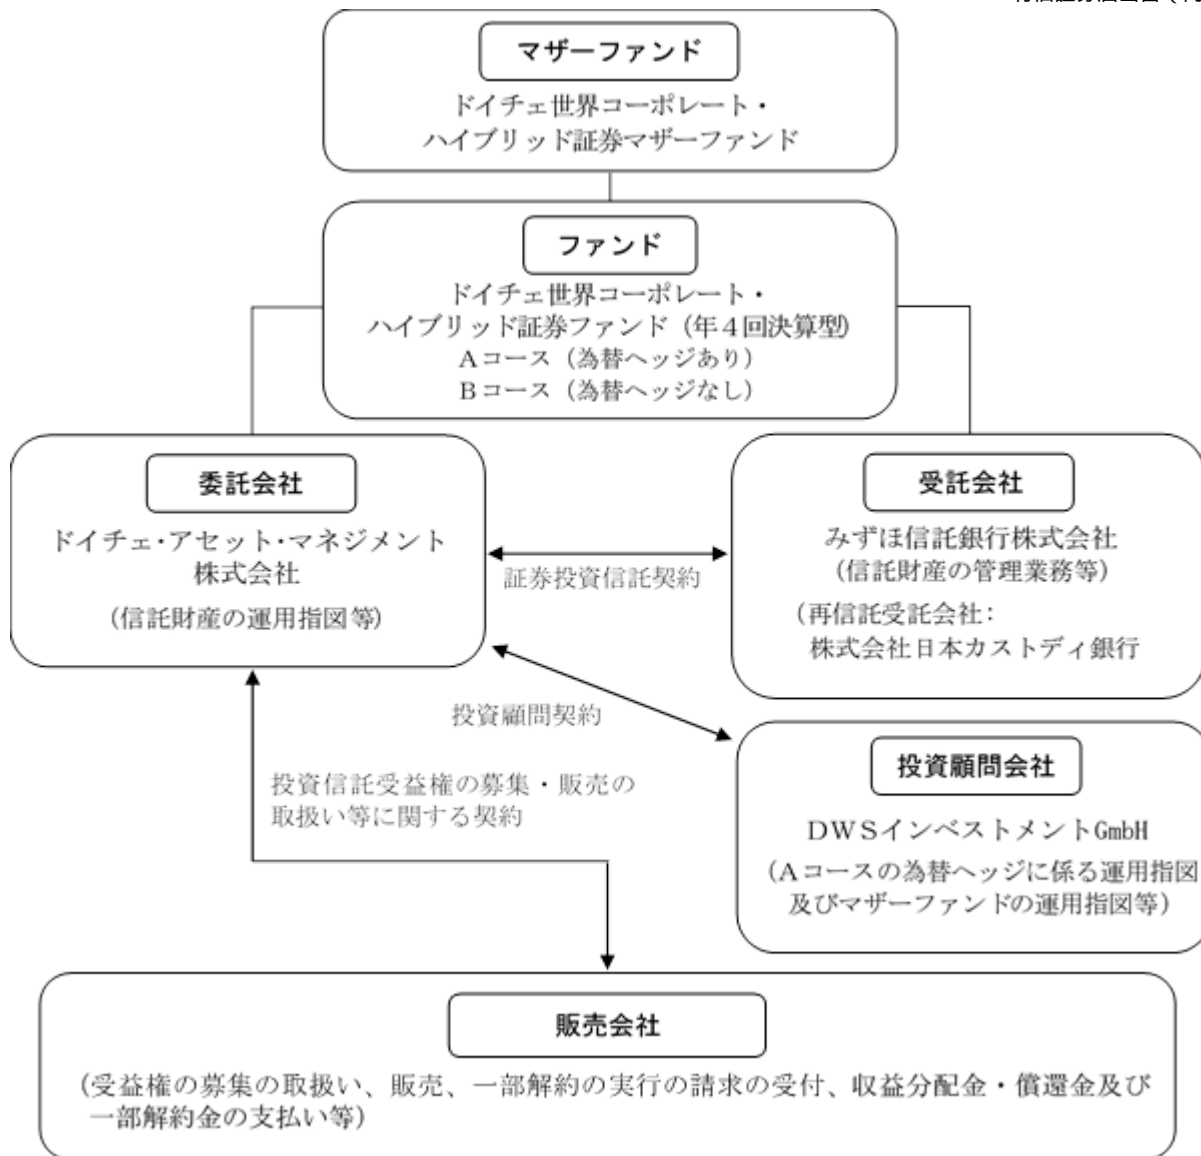 マザーファンド
ドイチェ世界コーポレート・
ハイブリッド証券マザーファンド
ファンド
ドイチェ世界コーポレート・
ハイブリッド証券ファンド（年４回決算型）
Ａコース（為替ヘッジあり）
Ｂコース（為替ヘッジなし）
委託会社
ドイチェ・アセット・マネジメント
株式会社
（信託財産の運用指図等）
証券投資信託契約
受託会社
みずほ信託銀行株式会社
（信託財産の管理業務等）
（再信託受託会社：
株式会社日本カストディ銀行
投資顧問契約
投資信託受益権の募集・販売の
取扱い等に関する契約
投資顧問会社
ＤＷＳインベストメントGmbH
（Ａコースの為替ヘッジに係る運用指図
及びマザーファンドの運用指図等）
販売会社
（受益権の募集の取扱い、販売、一部解約の実行の請求の受付、収益分配金・償還金及び
一部解約金の支払い等）